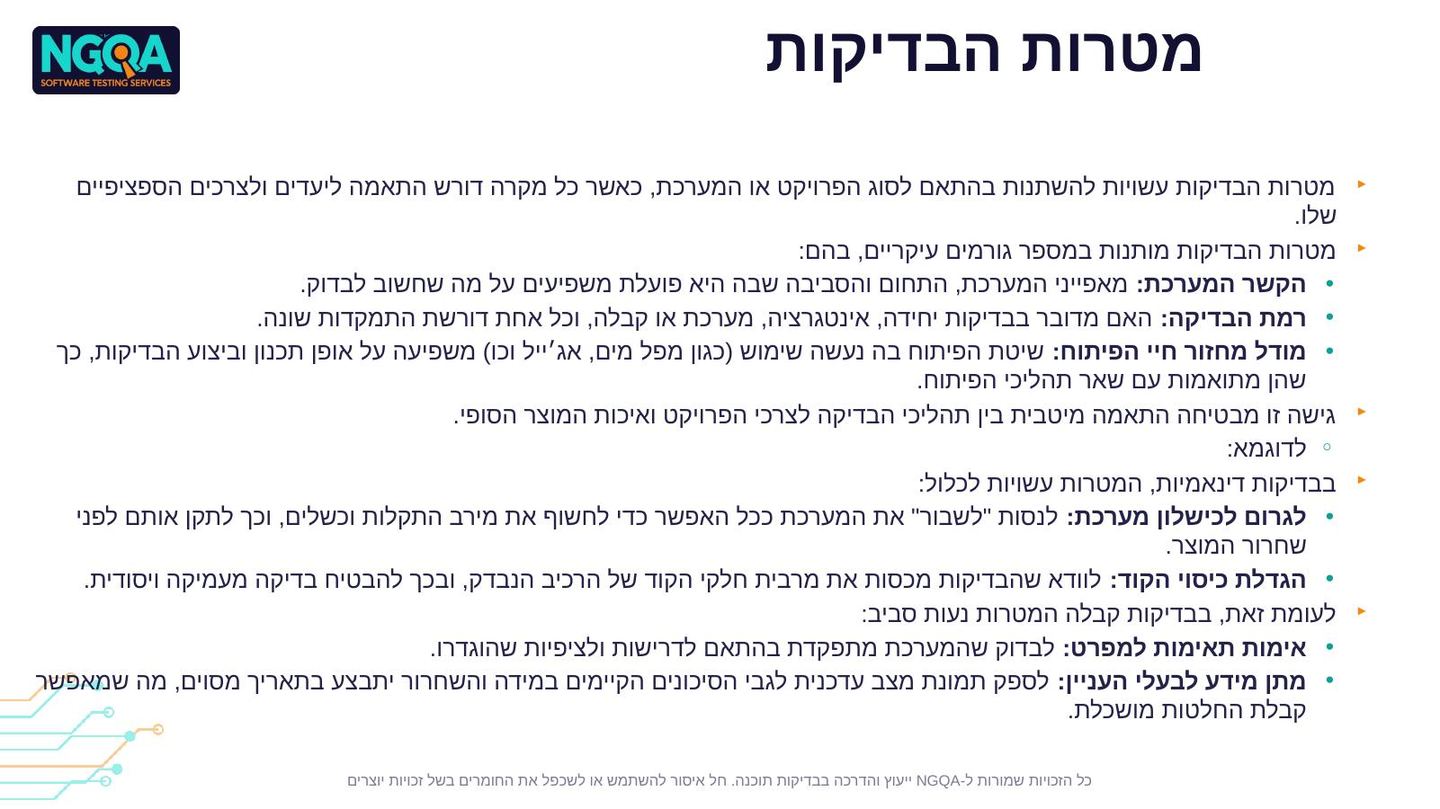 NGQA
SOFTWARE TESTING SERVICES
מטרות הבדיקות
מטרות הבדיקות עשויות להשתנות בהתאם לסוג הפרויקט או המערכת, כאשר כל מקרה דורש התאמה ליעדים ולצרכים הספציפיים
שלו.
מטרות הבדיקות מותנות במספר גורמים עיקריים, בהם:
הקשר המערכת: מאפייני המערכת, התחום והסביבה שבה היא פועלת משפיעים על מה שחשוב לבדוק.
רמת הבדיקה: האם מדובר בבדיקות יחידה, אינטגרציה, מערכת או קבלה, וכל אחת דורשת התמקדות שונה.
מודל מחזור חיי הפיתוח: שיטת הפיתוח בה נעשה שימוש (כגון מפל מים, אג׳ייל וכו) משפיעה על אופן תכנון וביצוע הבדיקות, כך
שהן מתואמות עם שאר תהליכי הפיתוח.
גישה זו מבטיחה התאמה מיטבית בין תהליכי הבדיקה לצרכי הפרויקט ואיכות המוצר הסופי.
לדוגמא:
בבדיקות דינאמיות, המטרות עשויות לכלול:
לגרום לכישלון מערכת: לנסות "לשבור" את המערכת ככל האפשר כדי לחשוף את מירב התקלות וכשלים, וכך לתקן אותם לפני
שחרור המוצר.
הגדלת כיסוי הקוד: לוודא שהבדיקות מכסות את מרבית חלקי הקוד של הרכיב הנבדק, ובכך להבטיח בדיקה מעמיקה ויסודית.
לעומת זאת, בבדיקות קבלה המטרות נעות סביב:
אימות תאימות למפרט: לבדוק שהמערכת מתפקדת בהתאם לדרישות ולציפיות שהוגדרו.
מתן מידע לבעלי העניין: לספק תמונת מצב עדכנית לגבי הסיכונים הקיימים במידה והשחרור יתבצע בתאריך מסוים, מה שמאפשר
קבלת החלטות מושכלת.
כל הזכויות שמורות ל-NGQA ייעוץ והדרכה בבדיקות תוכנה. חל איסור להשתמש או לשכפל את החומרים בשל זכויות יוצרים